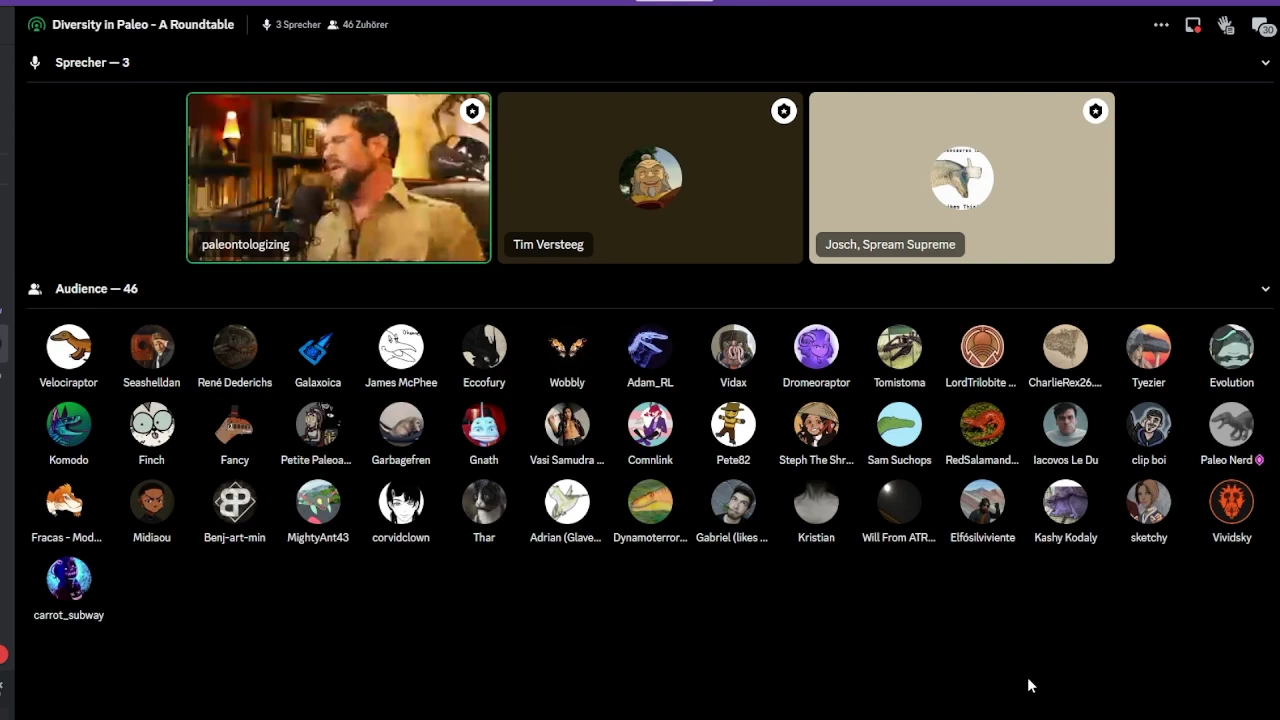 Diversity in Paleo - A Roundtable
3 Sprecher 46 Zuhörer
30
Sprecher — 3
paleontologizing
Tim Versteeg
Josch, Spream Supreme
Audience — 46
Velociraptor Seashelldan René Dederichs Galaxoica James McPhee Eccofury Wobbly Adam_RL Vidax Dromeoraptor Tomistoma LordTrilobite ... CharlieRex26.... Tyezier Evolution
Komodo Finch Fancy Petite Paleoa... Garbagefren Gnath Vasi Samudra ... Comnlink Pete82 Steph The Shr... Sam Suchops RedSalamand... Iacovos Le Du clip boi Paleo Nerd
Fracas - Mod... Midiaou Benj-art-min MightyAnt43 corvidclown Thar Adrian (Glave... Dynamoterror... Gabriel (likes ... Kristian Will From ATR... Elfósilviviente Kashy Kodaly sketchy Vividsky
carrot_subway